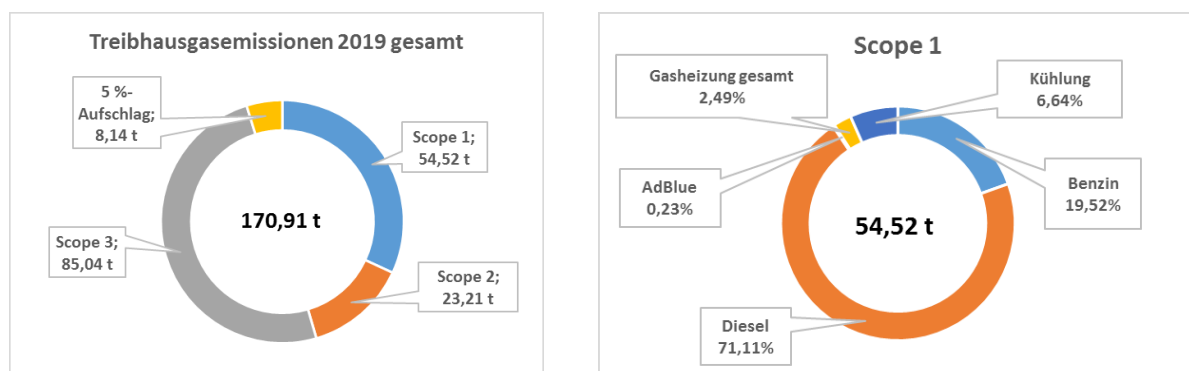 Treibhausgasemissionen 2019 gesamt
5 %-
Aufschlag;
8,14 t
Scope 1;
54,52 t
170,91 t
Scope 3;
85,04 t
Scope 2;
23,21 t
Scope 1
Gasheizung gesamt
2,49%
Kühlung
6,64%
AdBlue
0,23%
Benzin
19,52%
54,52 t
Diesel
71,11%